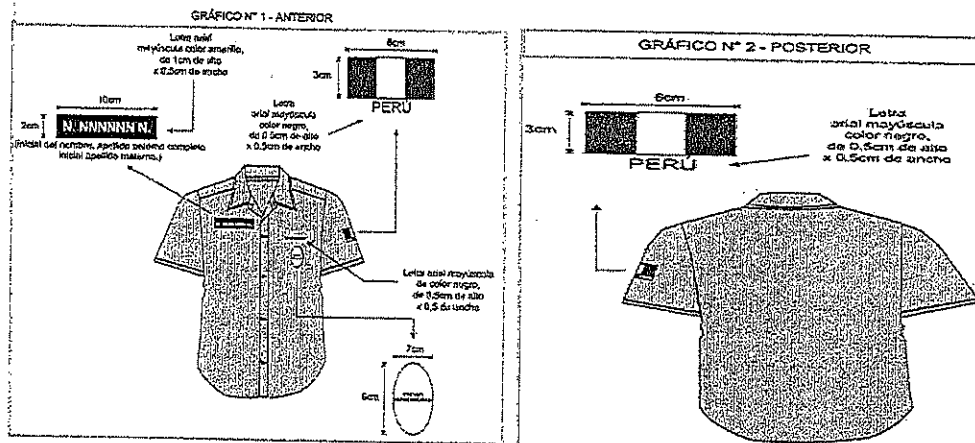 GRÁFICO N° 1 - ANTERIOR
Letra arial
mayúscula color amarillo,
de 1cm de alto
x 0.5cm de ancho
10cm
2cm
N. NNNNNN N.
(Inicial del nombre, apellido paterno completo
inicial apellido materno.)
6cm
3cm
PERÚ
Letra
arial mayúscula
color negro,
de 0.5cm de alto
x 0.5cm de ancho
Letra arial mayúscula
de color negro,
de 0.5cm de alto
x 0.5 de ancho
7cm
GRÁFICO N° 2 - POSTERIOR
6cm
3cm
PERÚ
Letra
arial mayúscula
color negro,
de 0.5cm de alto
x 0.5cm de ancho